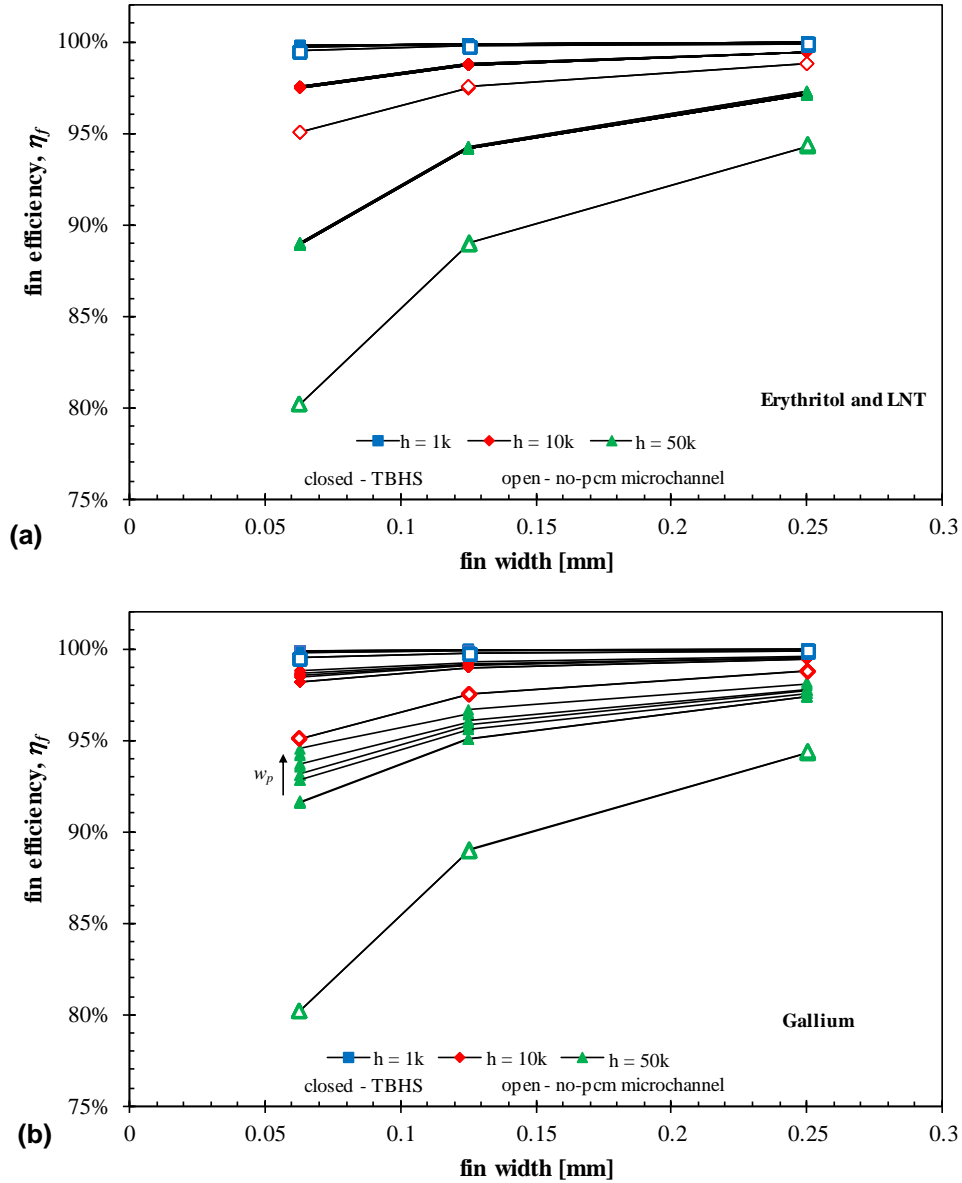 100%
95%
90%
85%
80%
75%
fin efficiency, ηf
Erythritol and LNT
h = 1k h = 10k h = 50k
closed - TBHS open - no-pcm microchannel
0 0.05 0.1 0.15 0.2 0.25 0.3
(a)
fin width [mm]
100%
95%
90%
85%
80%
75%
fin efficiency, ηf
wp
Gallium
h = 1k h = 10k h = 50k
closed - TBHS open - no-pcm microchannel
0 0.05 0.1 0.15 0.2 0.25 0.3
(b)
fin width [mm]